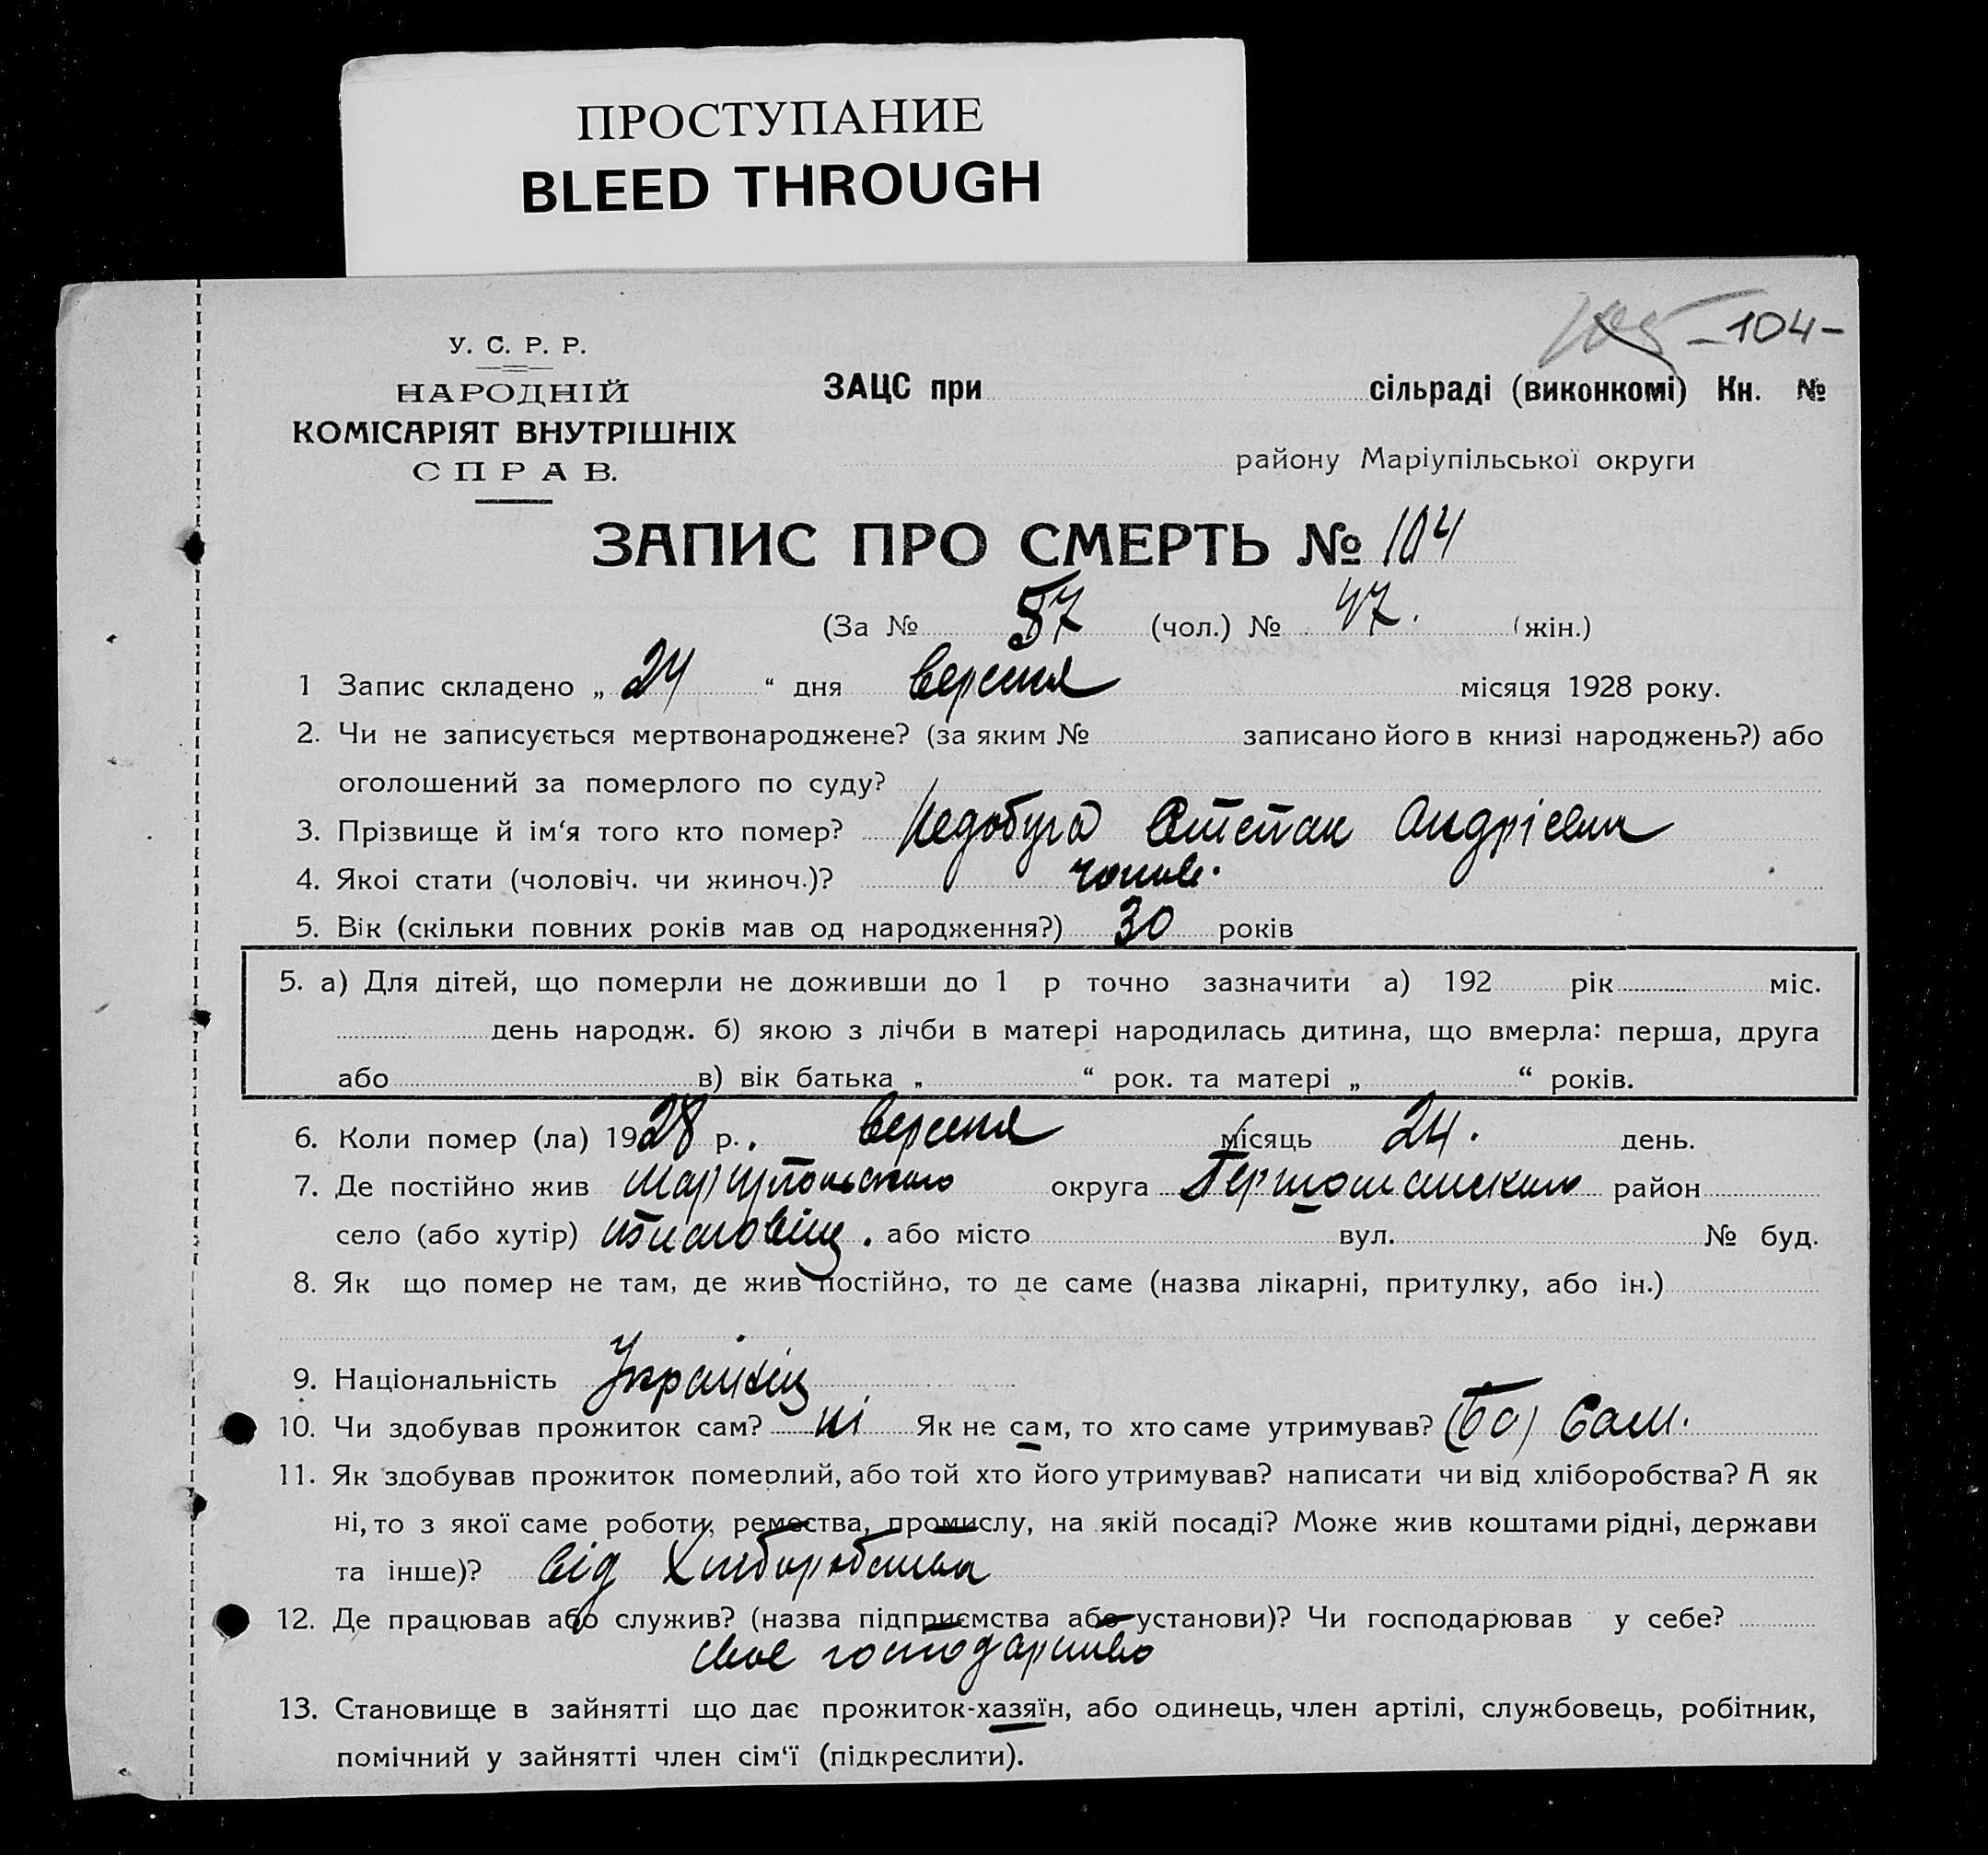 ПРОСТУПАНИЕ
BLEED THROUGH
-104-
У. С. Р. Р.
НАРОДНІЙ
КОМІСАРІЯТ ВНУТРІШНІХ
СПРАВ.
ЗАЦС при сільраді (виконкомі) Кн. №
району Маріупільської округи
ЗАПИС ПРО СМЕРТЬ № 104
(За № 57 (чол.) № 47. (жін.)
1 Запис складено „ 24 “ дня вересня місяця 1928 року.
2. Чи не записується мертвонароджене? (за яким № записано його в книзі народжень?) або
оголошений за померлого по суду?
3. Прізвище й ім‘я того кто помер? Недобуга Степан Андрієвич
4. Якоі стати (чоловіч. чи жиноч.)? чолов.
5. Вік (скільки повних років мав од народження?) 30 років
5. а) Для дітей, що померли не доживши до 1 р точно зазначити а) 192 рік міс.
день народж. б) якою з лічби в матері народилась дитина, що вмерла: перша, друга
або в) вік батька „ “ рок. та матері „ “ років.
6. Коли помер (ла) 1928 р. вересня місяць 24. день.
7. Де постійно жив округа район
село (або хутір) або місто вул. № буд.
8. Як що помер не там, де жив постійно, то де саме (назва лікарні, притулку, або ін.)
9. Національність Українец
10. Чи здобував прожиток сам? ні Як не сам, то хто саме утримував? Сам.
11. Як здобував прожиток померлий, або той хто його утримував? написати чи від хліборобства? А як
ні, то з якої саме роботи, ремества, промислу, на якій посаді? Може жив коштами рідні, держави
та інше)? від Хліборобства
12. Де працював або служив? (назва підприємства або установи)? Чи господарював у себе?
своє господарство
13. Становище в зайнятті що дає прожиток-хазяїн, або одинець, член артілі, службовець, робітник,
помічний у зайнятті член сім‘ї (підкреслити).